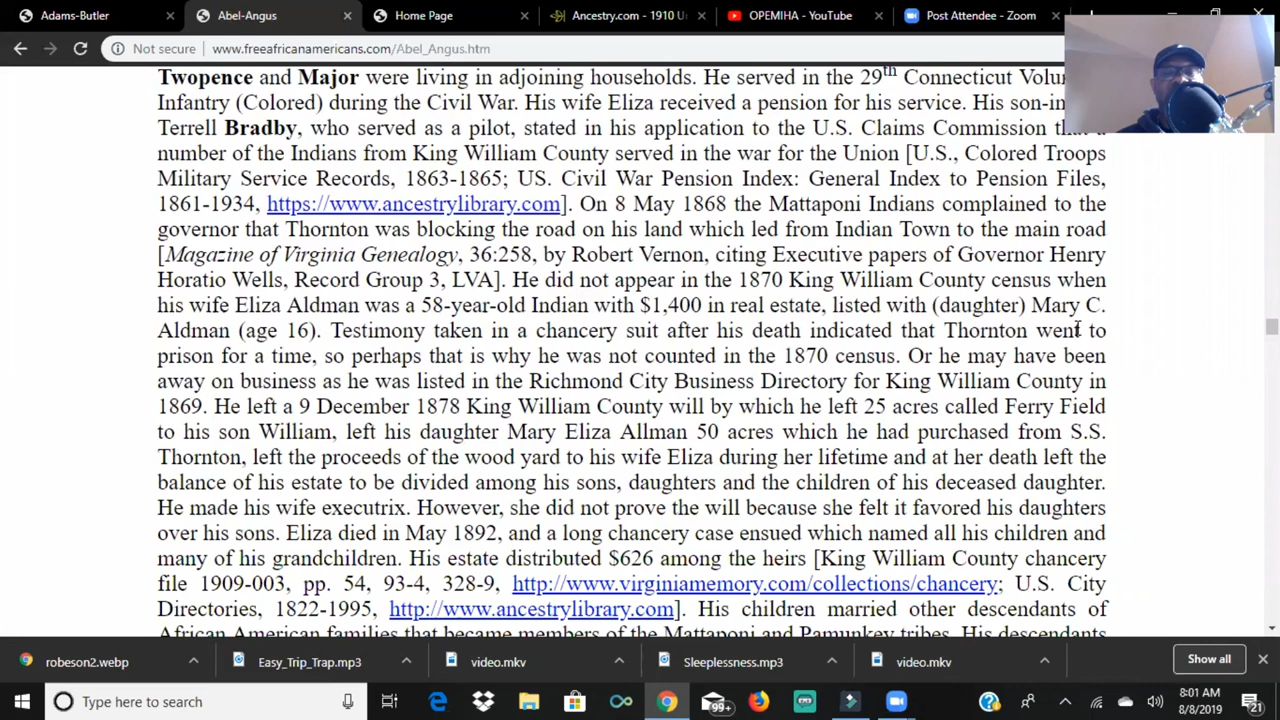 Adams-Butler
Abel-Angus
Home Page
Ancestry.com - 1910 U
OPEMIHA - YouTube
Post Attendee - Zoom
Not secure
www.freeafricanamericans.com/Abel_Angus.htm
Twopence and Major were living in adjoining households. He served in the 29th Connecticut
Infantry (Colored) during the Civil War. His wife Eliza received a pension for his service. His
Terrell Bradby, who served as a pilot, stated in his application to the U.S. Claims Commission
number of the Indians from King William County served in the war for the Union [U.S., Colored Troops
Military Service Records, 1863-1865; US. Civil War Pension Index: General Index to Pension Files,
1861-1934, https://www.ancestrylibrary.com]. On 8 May 1868 the Mattaponi Indians complained to the
governor that Thornton was blocking the road on his land which led from Indian Town to the main road
[Magazine of Virginia Genealogy, 36:258, by Robert Vernon, citing Executive papers of Governor Henry
Horatio Wells, Record Group 3, LVA]. He did not appear in the 1870 King William County census when
his wife Eliza Aldman was a 58-year-old Indian with $1,400 in real estate, listed with (daughter) Mary C.
Aldman (age 16). Testimony taken in a chancery suit after his death indicated that Thornton went to
prison for a time, so perhaps that is why he was not counted in the 1870 census. Or he may have been
away on business as he was listed in the Richmond City Business Directory for King William County in
1869. He left a 9 December 1878 King William County will by which he left 25 acres called Ferry Field
to his son William, left his daughter Mary Eliza Allman 50 acres which he had purchased from S.S.
Thornton, left the proceeds of the wood yard to his wife Eliza during her lifetime and at her death left the
balance of his estate to be divided among his sons, daughters and the children of his deceased daughter.
He made his wife executrix. However, she did not prove the will because she felt it favored his daughters
over his sons. Eliza died in May 1892, and a long chancery case ensued which named all his children and
many of his grandchildren. His estate distributed $626 among the heirs [King William County chancery
file 1909-003, pp. 54, 93-4, 328-9, http://www.virginiamemory.com/collections/chancery; U.S. City
Directories, 1822-1995, http://www.ancestrylibrary.com]. His children married other descendants of
African American families that became members of the Mattaponi and Pamunkey tribes. His descendants
robeson2.webp
Easy_Trip_Trap.mp3
video.mkv
Sleeplessness.mp3
video.mkv
Show all
Type here to search
99+
8:01 AM
8/8/2019
21